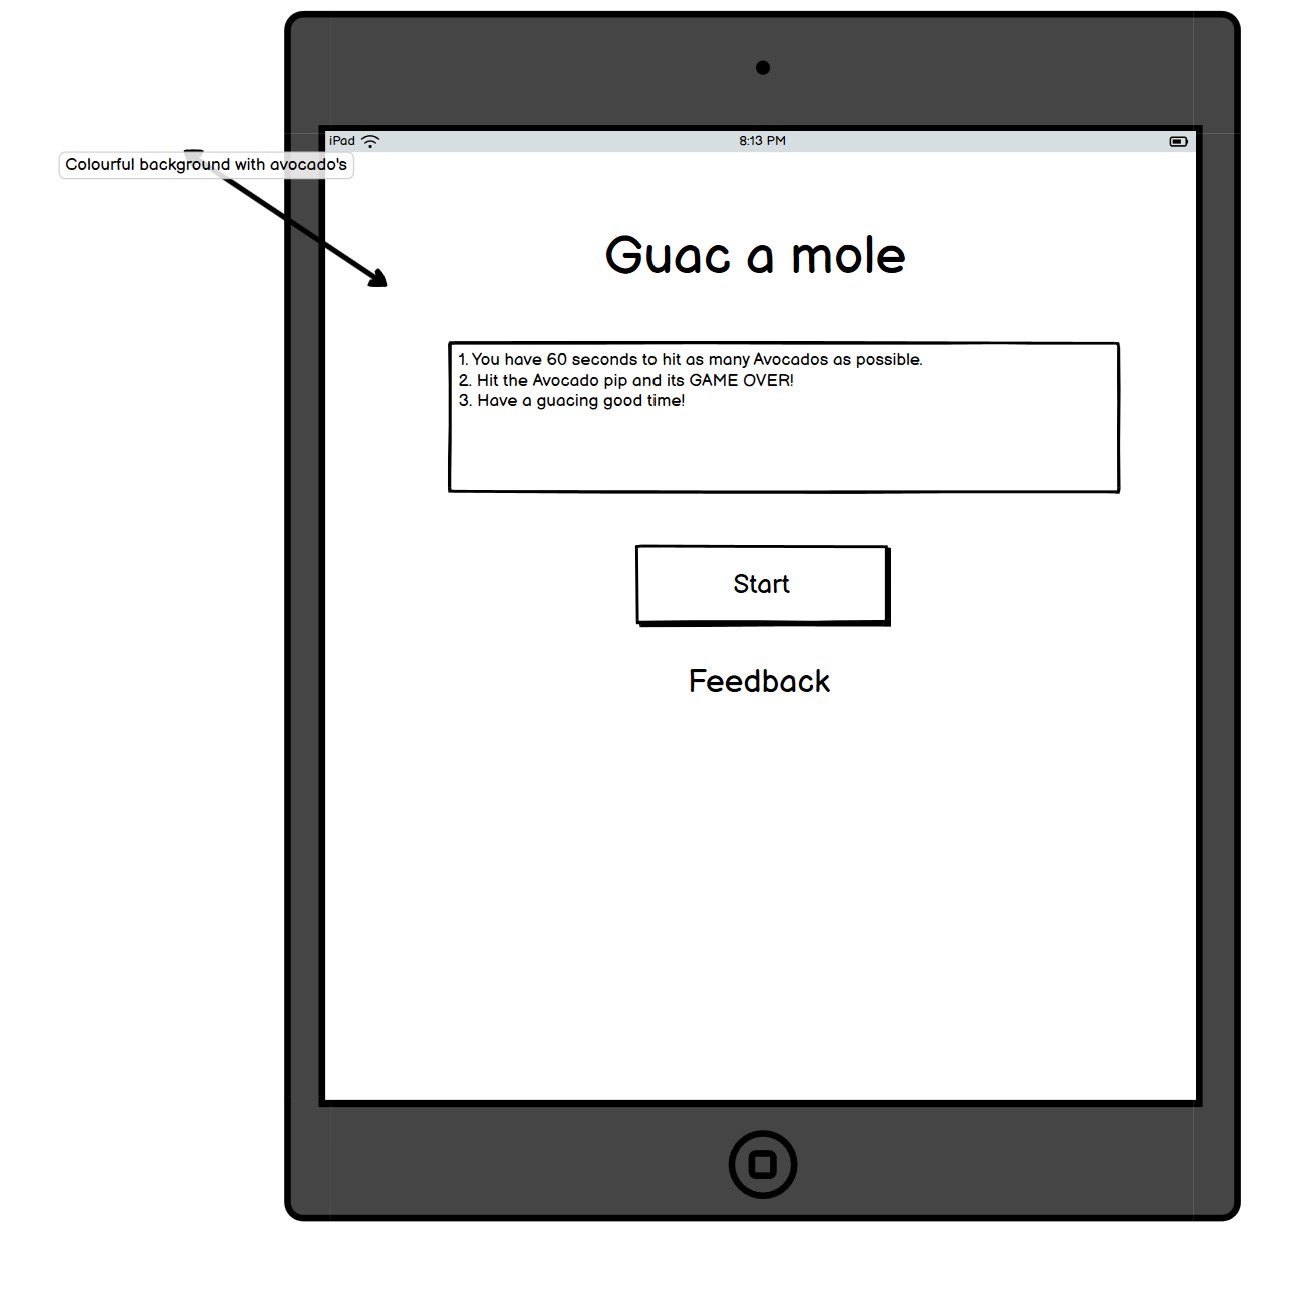 iPad
8:13 PM
Colourful background with avocado's
Guac a mole
1. You have 60 seconds to hit as many Avocados as possible.
2. Hit the Avocado pip and its GAME OVER!
3. Have a guacing good time!
Start
Feedback